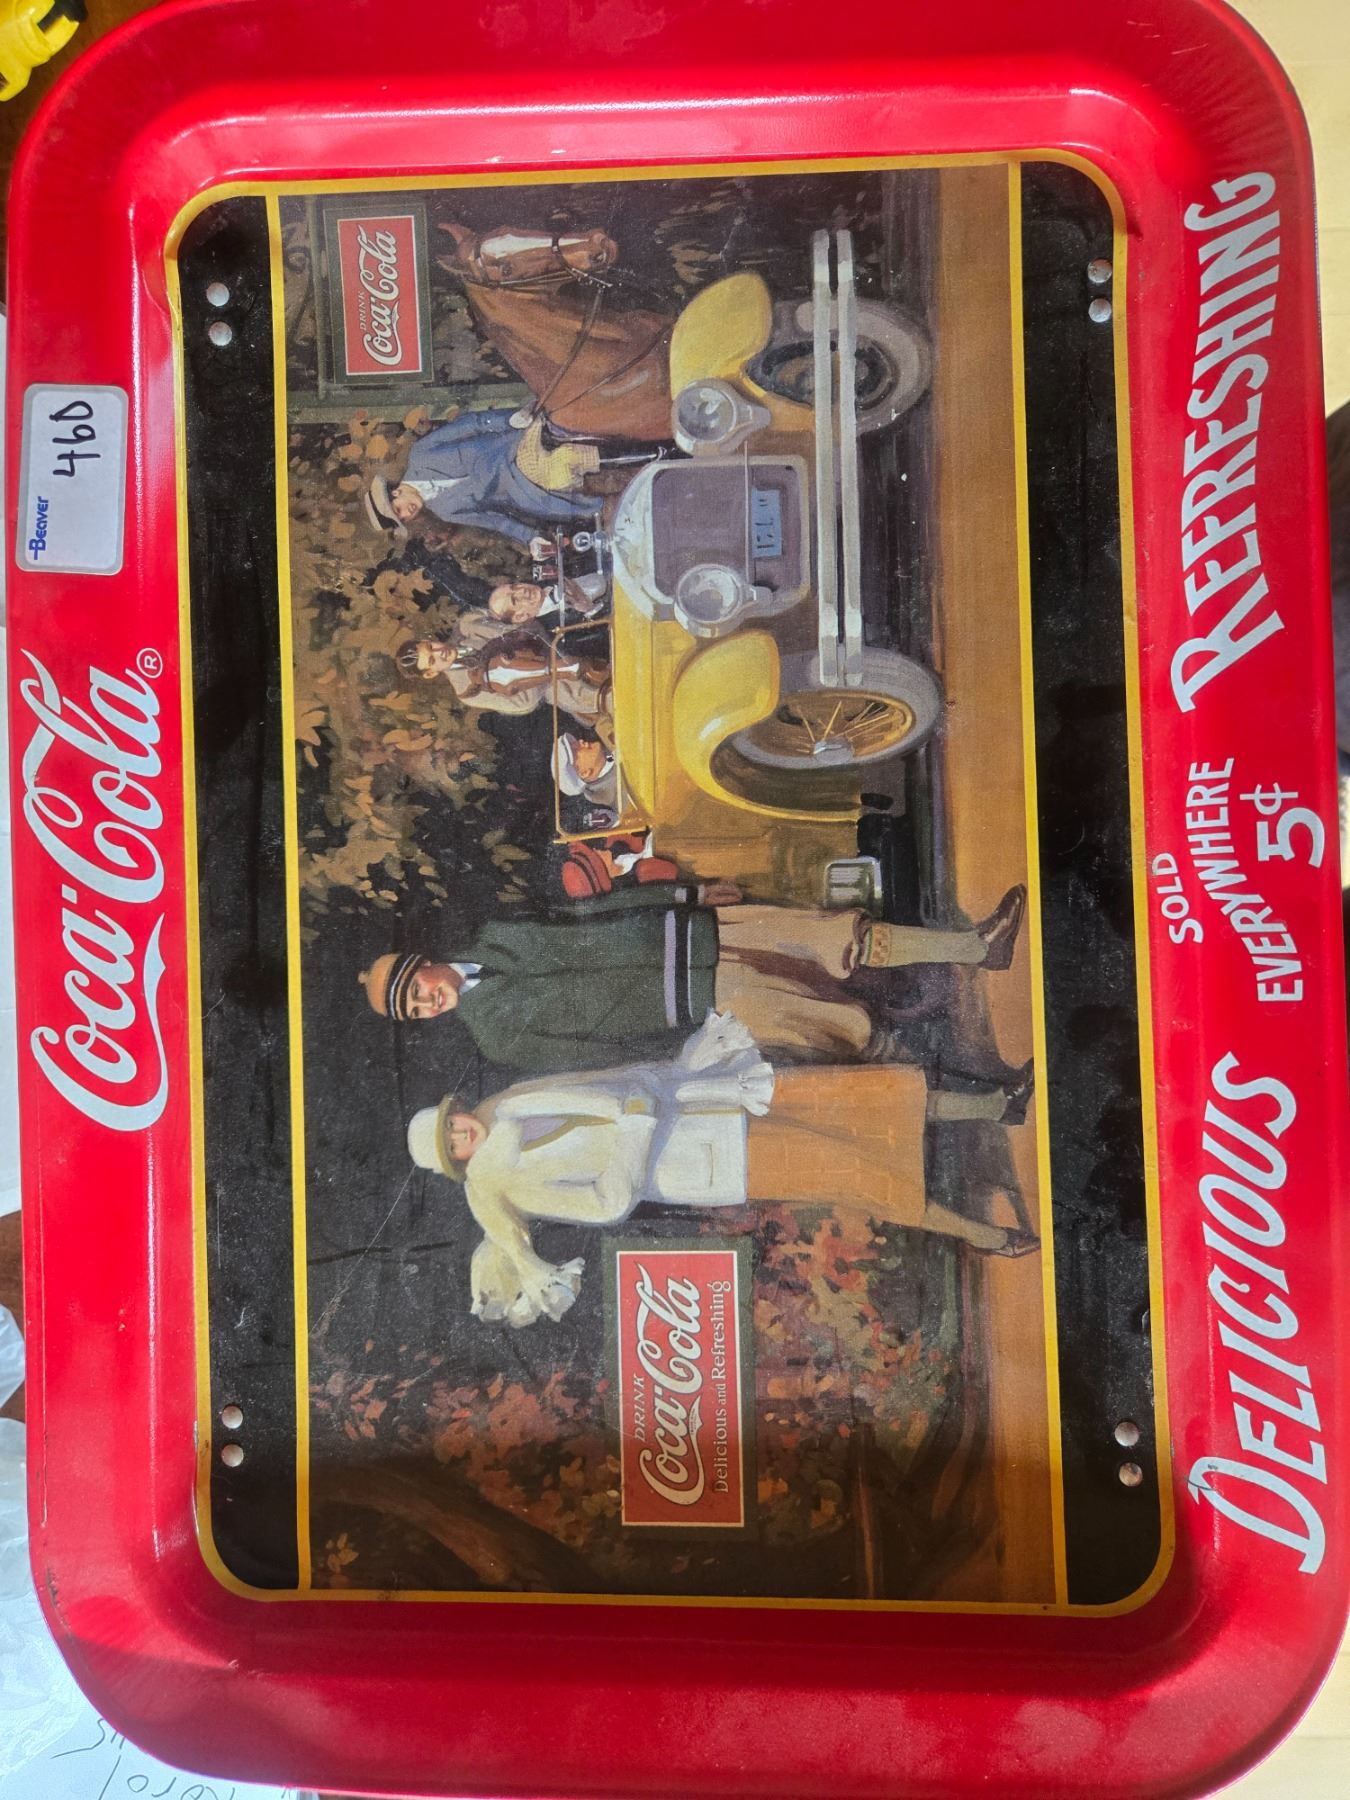 Beaver
460
Coca-Cola®
DRINK
Coca-Cola
Delicious and Refreshing
DRINK
Coca-Cola
DELICIOUS
SOLD
EVERYWHERE
5¢
REFRESHING